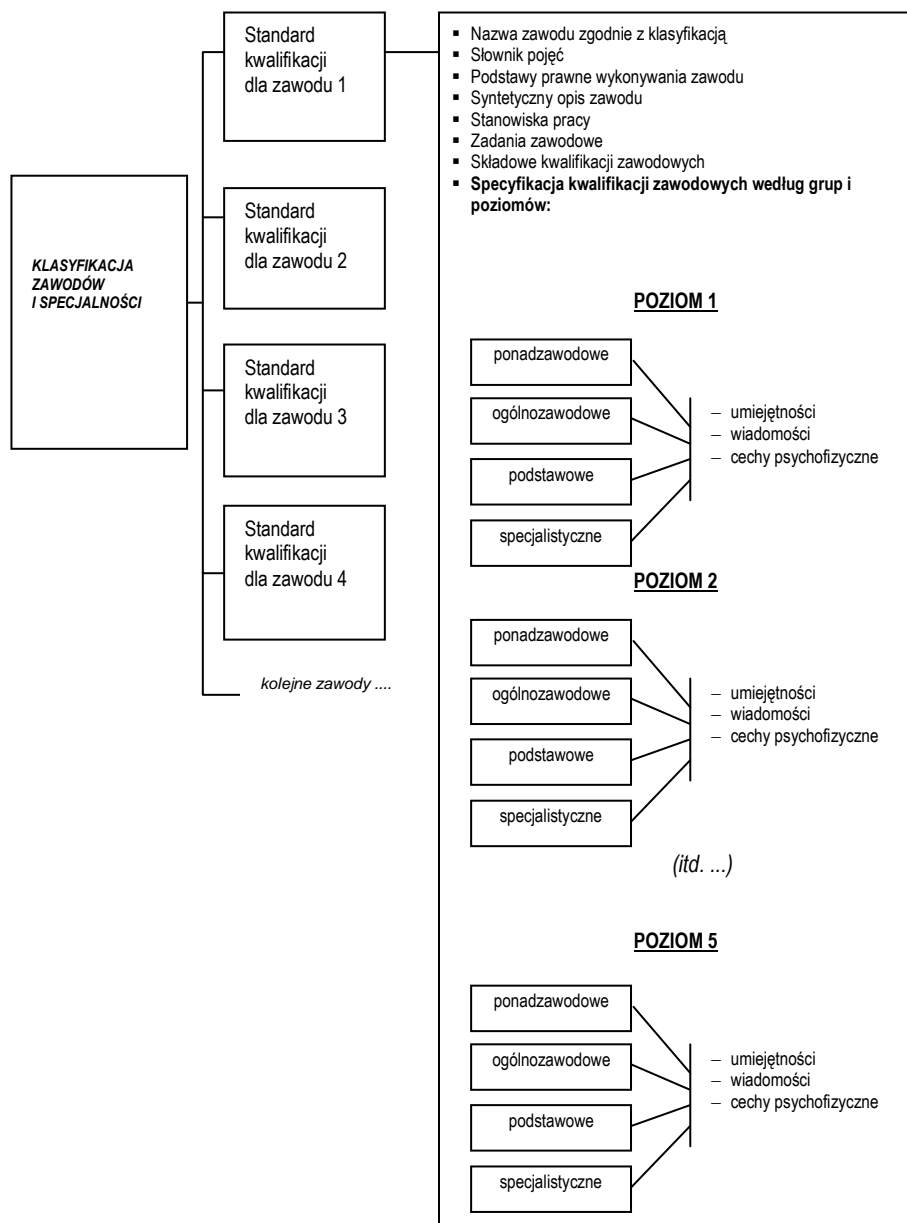 KLASYFIKACJA
ZAWODÓW
I SPECJALNOŚCI
Standard
kwalifikacji
dla zawodu 1
Standard
kwalifikacji
dla zawodu 2
Standard
kwalifikacji
dla zawodu 3
Standard
kwalifikacji
dla zawodu 4
kolejne zawody ....
▪ Nazwa zawodu zgodnie z klasyfikacją
▪ Słownik pojęć
▪ Podstawy prawne wykonywania zawodu
▪ Syntetyczny opis zawodu
▪ Stanowiska pracy
▪ Zadania zawodowe
▪ Składowe kwalifikacji zawodowych
▪ Specyfikacja kwalifikacji zawodowych według grup i
poziomów:
POZIOM 1
ponadzawodowe
ogólnozawodowe
podstawowe
specjalistyczne
– umiejętności
– wiadomości
– cechy psychofizyczne
POZIOM 2
ponadzawodowe
ogólnozawodowe
podstawowe
specjalistyczne
– umiejętności
– wiadomości
– cechy psychofizyczne
(itd. ...)
POZIOM 5
ponadzawodowe
ogólnozawodowe
podstawowe
specjalistyczne
– umiejętności
– wiadomości
– cechy psychofizyczne